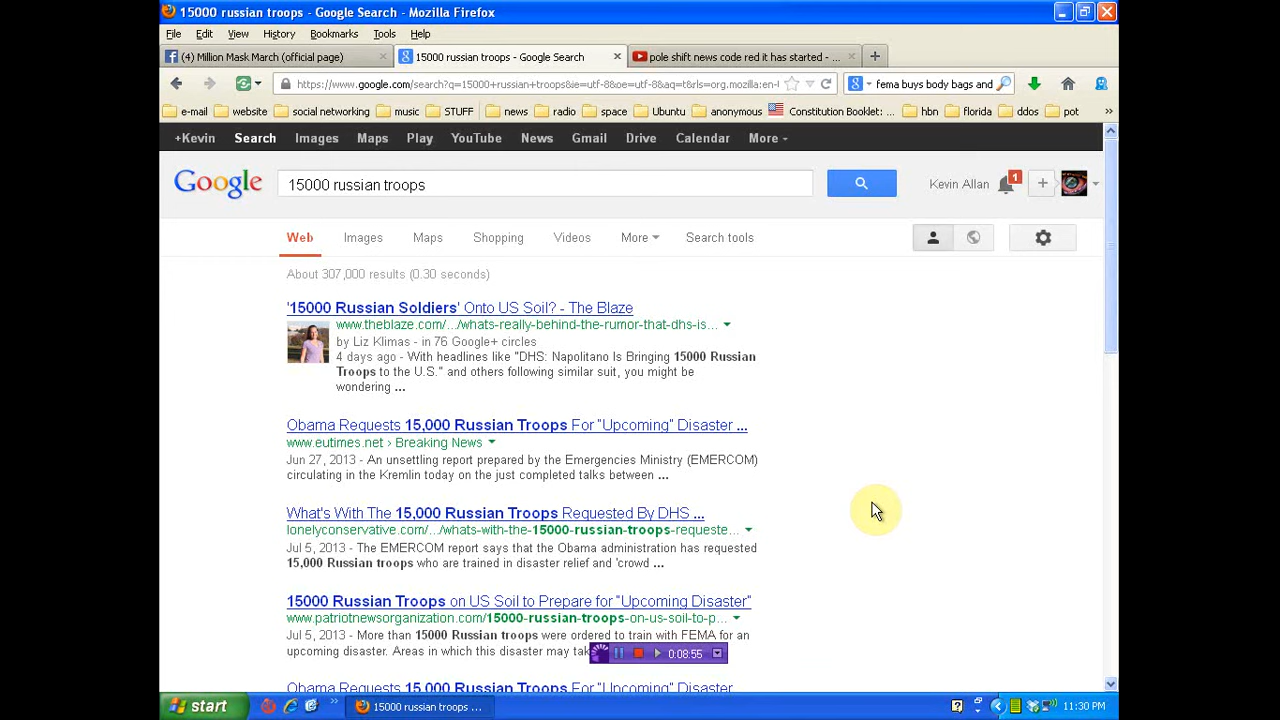 15000 russian troops - Google Search - Mozilla Firefox
File Edit View History Bookmarks Tools Help
(4) Million Mask March (official page)
15000 russian troops - Google Search
pole shift news code red it has started - ...
https://www.google.com/search?q=15000+russian+troops&ie=utf-8&oe=utf-8&aq=t&rls=org.mozilla:en-
fema buys body bags and
e-mail website social networking music STUFF news radio space Ubuntu anonymous Constitution Booklet: ... hbn florida ddos pot
+Kevin Search Images Maps Play YouTube News Gmail Drive Calendar More
Google
15000 russian troops
Kevin Allan
1
Web Images Maps Shopping Videos More Search tools
About 307,000 results (0.30 seconds)
'15000 Russian Soldiers' Onto US Soil? - The Blaze
www.theblaze.com/.../whats-really-behind-the-rumor-that-dhs-is...
by Liz Klimas - in 76 Google+ circles
4 days ago - With headlines like "DHS: Napolitano Is Bringing 15000 Russian
Troops to the U.S." and others following similar suit, you might be
wondering ...
Obama Requests 15,000 Russian Troops For "Upcoming" Disaster ...
www.eutimes.net › Breaking News
Jun 27, 2013 - An unsettling report prepared by the Emergencies Ministry (EMERCOM)
circulating in the Kremlin today on the just completed talks between ...
What's With The 15,000 Russian Troops Requested By DHS ...
lonelyconservative.com/.../whats-with-the-15000-russian-troops-requeste...
Jul 5, 2013 - The EMERCOM report says that the Obama administration has requested
15,000 Russian troops who are trained in disaster relief and 'crowd ...
15000 Russian Troops on US Soil to Prepare for "Upcoming Disaster"
www.patriotnewsorganization.com/15000-russian-troops-on-us-soil-to-p...
Jul 5, 2013 - More than 15000 Russian troops were ordered to train with FEMA for an
upcoming disaster. Areas in which this disaster may
0:08:55
Obama Requests 15,000 Russian Troops For "Upcoming" Disaster
start
15000 russian troops ...
11:30 PM